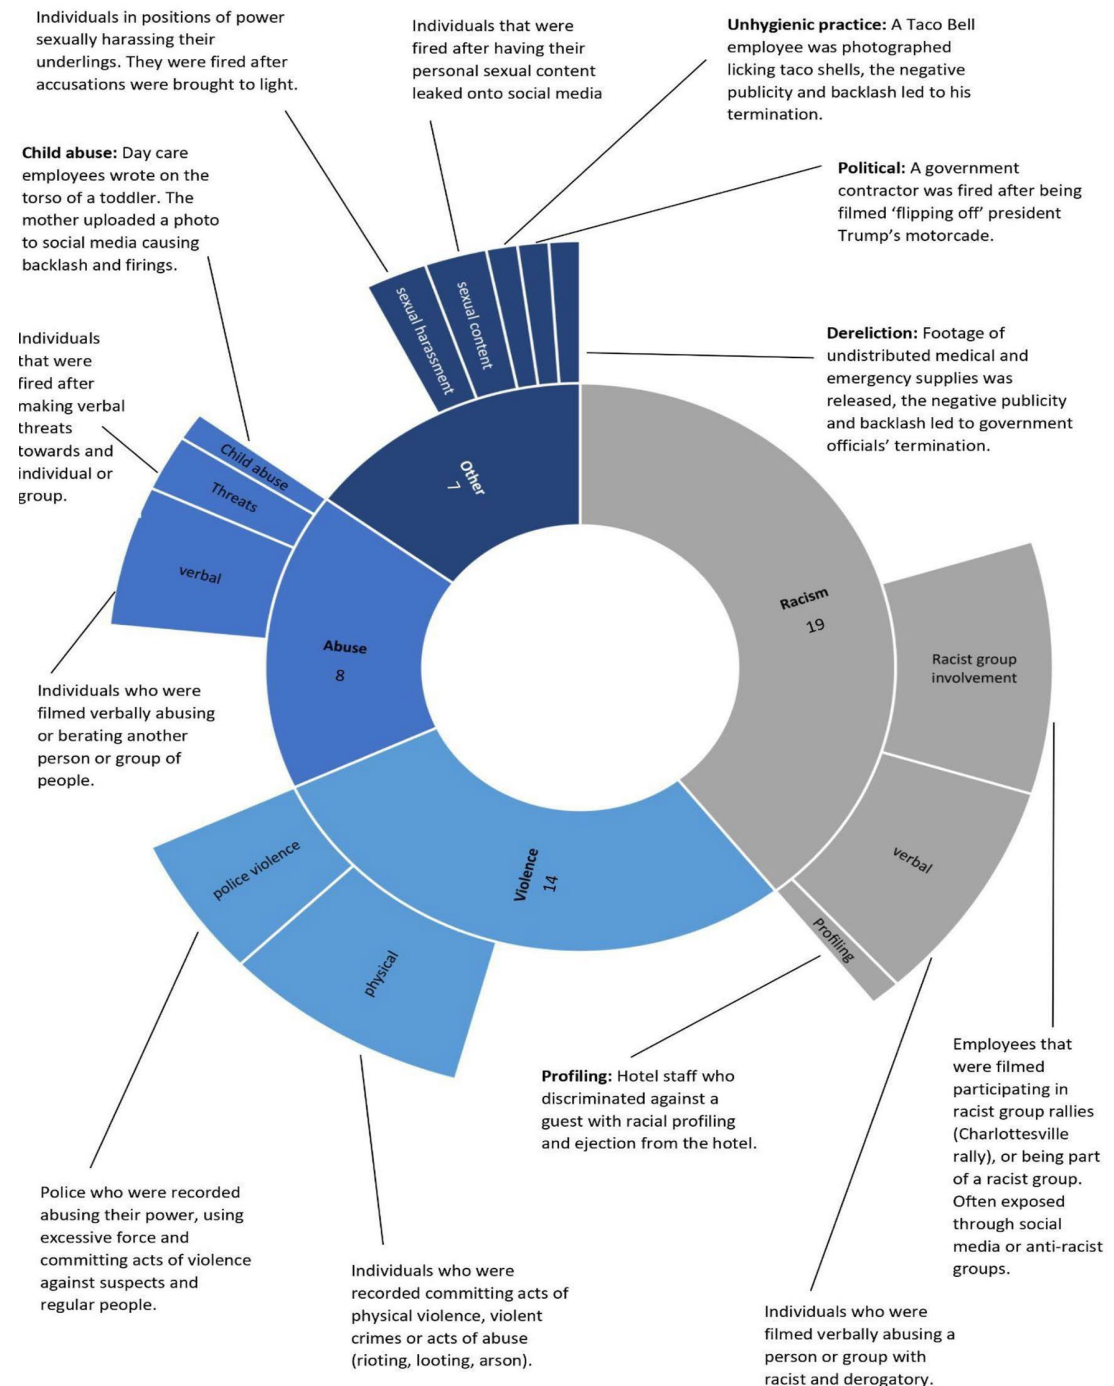 Individuals in positions of power
sexually harassing their
underlings. They were fired after
accusations were brought to light.
Individuals that were
fired after having their
personal sexual content
leaked onto social media
Unhygienic practice: A Taco Bell
employee was photographed
licking taco shells, the negative
publicity and backlash led to his
termination.
Child abuse: Day care
employees wrote on the
torso of a toddler. The
mother uploaded a photo
to social media causing
backlash and firings.
Political: A government
contractor was fired after being
filmed ‘flipping off’ president
Trump’s motorcade.
Individuals
that were
fired after
making verbal
threats
towards and
individual or
group.
Dereliction: Footage of
undistributed medical and
emergency supplies was
released, the negative publicity
and backlash led to government
officials’ termination.
sexual harassment
sexual content
Other
7
Child abuse
Threats
verbal
Abuse
8
Racism
19
Racist group
involvement
verbal
Profiling
Violence
14
police violence
physical
Individuals who were
filmed verbally abusing
or berating another
person or group of
people.
Profiling: Hotel staff who
discriminated against a
guest with racial profiling
and ejection from the hotel.
Employees that
were filmed
participating in
racist group rallies
(Charlottesville
rally), or being part
of a racist group.
Often exposed
through social
media or anti-racist
groups.
Police who were recorded
abusing their power, using
excessive force and
committing acts of violence
against suspects and
regular people.
Individuals who were
recorded committing acts of
physical violence, violent
crimes or acts of abuse
(rioting, looting, arson).
Individuals who were
filmed verbally abusing a
person or group with
racist and derogatory.